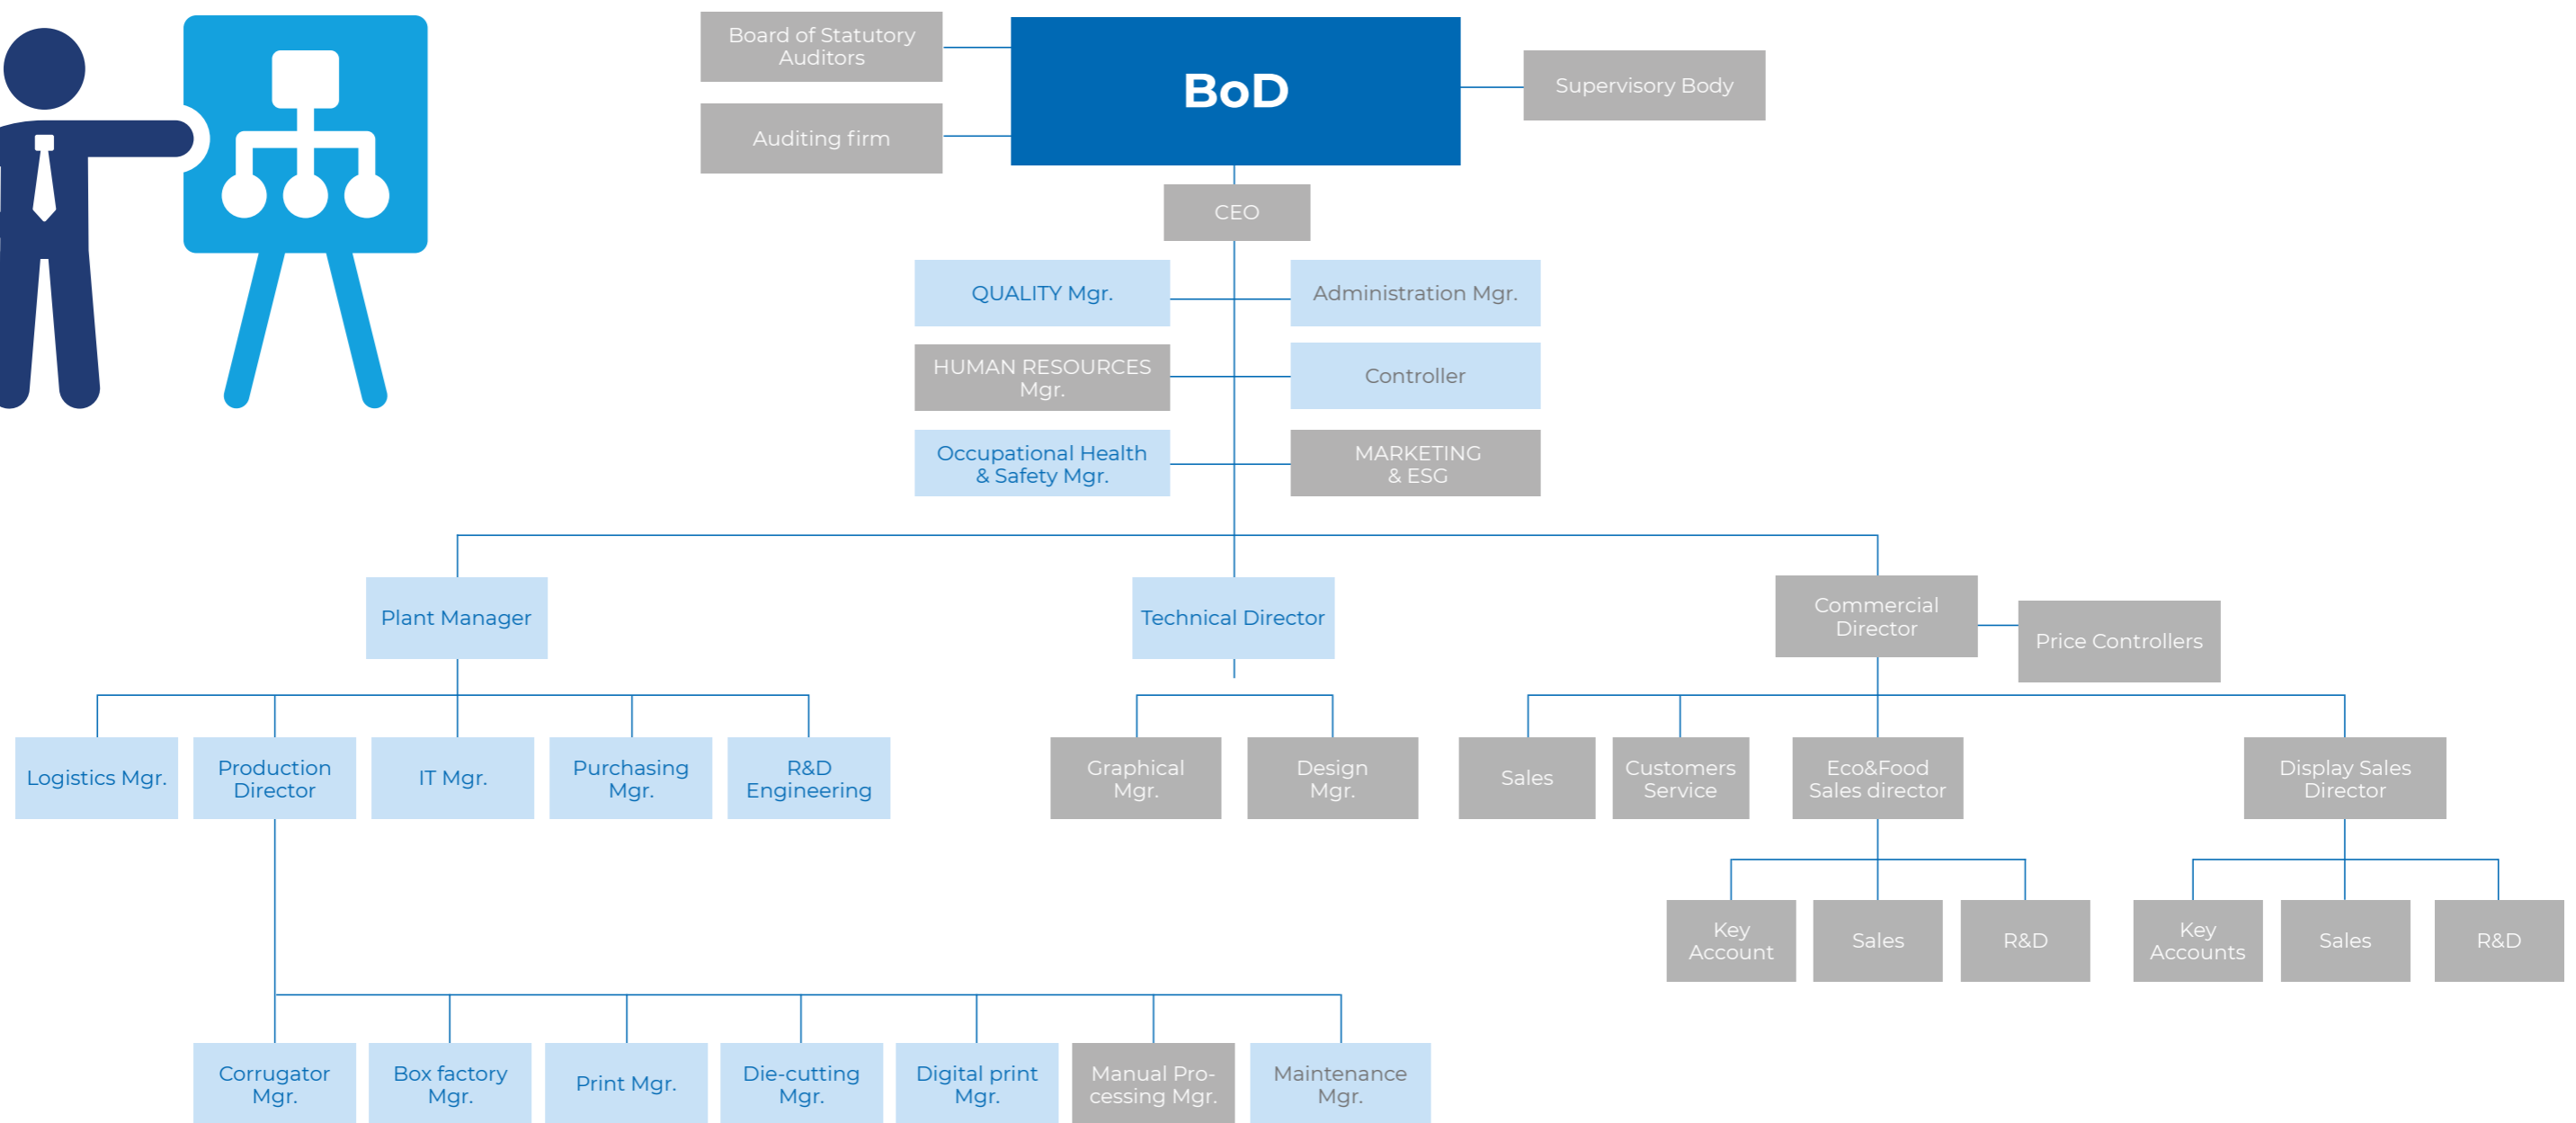 Board of Statutory
Auditors
Auditing firm
BoD
Supervisory Body
CEO
QUALITY Mgr.
Administration Mgr.
HUMAN RESOURCES
Mgr.
Controller
Occupational Health
& Safety Mgr.
MARKETING
& ESG
Plant Manager
Technical Director
Commercial
Director
Price Controllers
Logistics Mgr.
Production
Director
IT Mgr.
Purchasing
Mgr.
R&D
Engineering
Graphical
Mgr.
Design
Mgr.
Sales
Customers
Service
Eco&Food
Sales director
Display Sales
Director
Key
Account
Sales
R&D
Key
Accounts
Sales
R&D
Corrugator
Mgr.
Box factory
Mgr.
Print Mgr.
Die-cutting
Mgr.
Digital print
Mgr.
Manual Pro-
cessing Mgr.
Maintenance
Mgr.